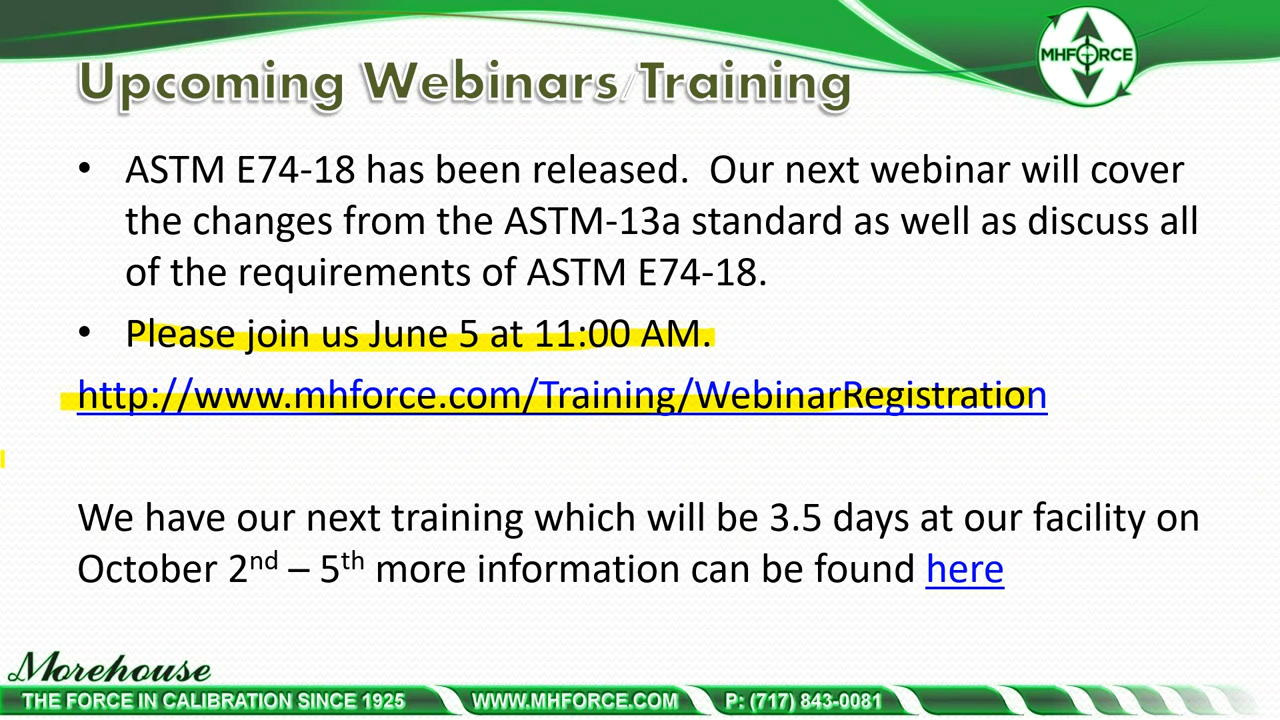 MHFORCE
Upcoming Webinars/Training
• ASTM E74-18 has been released.  Our next webinar will cover
the changes from the ASTM-13a standard as well as discuss all
of the requirements of ASTM E74-18.
• Please join us June 5 at 11:00 AM.
http://www.mhforce.com/Training/WebinarRegistration
We have our next training which will be 3.5 days at our facility on
October 2nd – 5th more information can be found here
Morehouse
THE FORCE IN CALIBRATION SINCE 1925 WWW.MHFORCE.COM P: (717) 843-0081